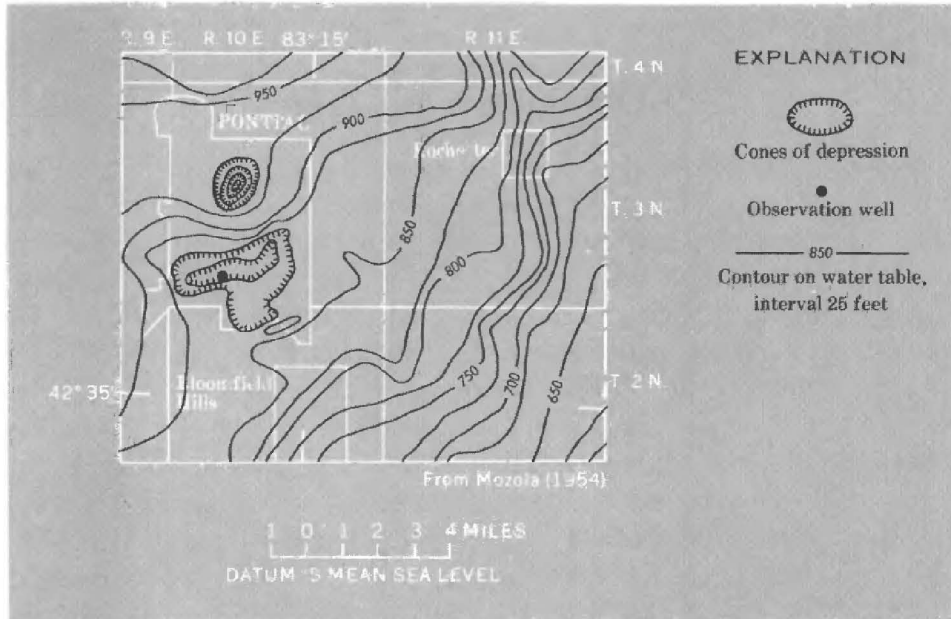 R. 9 E. R. 10 E. 83° 15' R. 11 E.
T. 4 N.
950
PONTIAC
900
T. 3 N.
850
800
42° 35'
750
700
650
T. 2 N.
Hills
From Mozola (1954)
1 0 1 2 3 4 MILES
DATUM IS MEAN SEA LEVEL
EXPLANATION
Cones of depression
Observation well
850
Contour on water table,
interval 25 feet